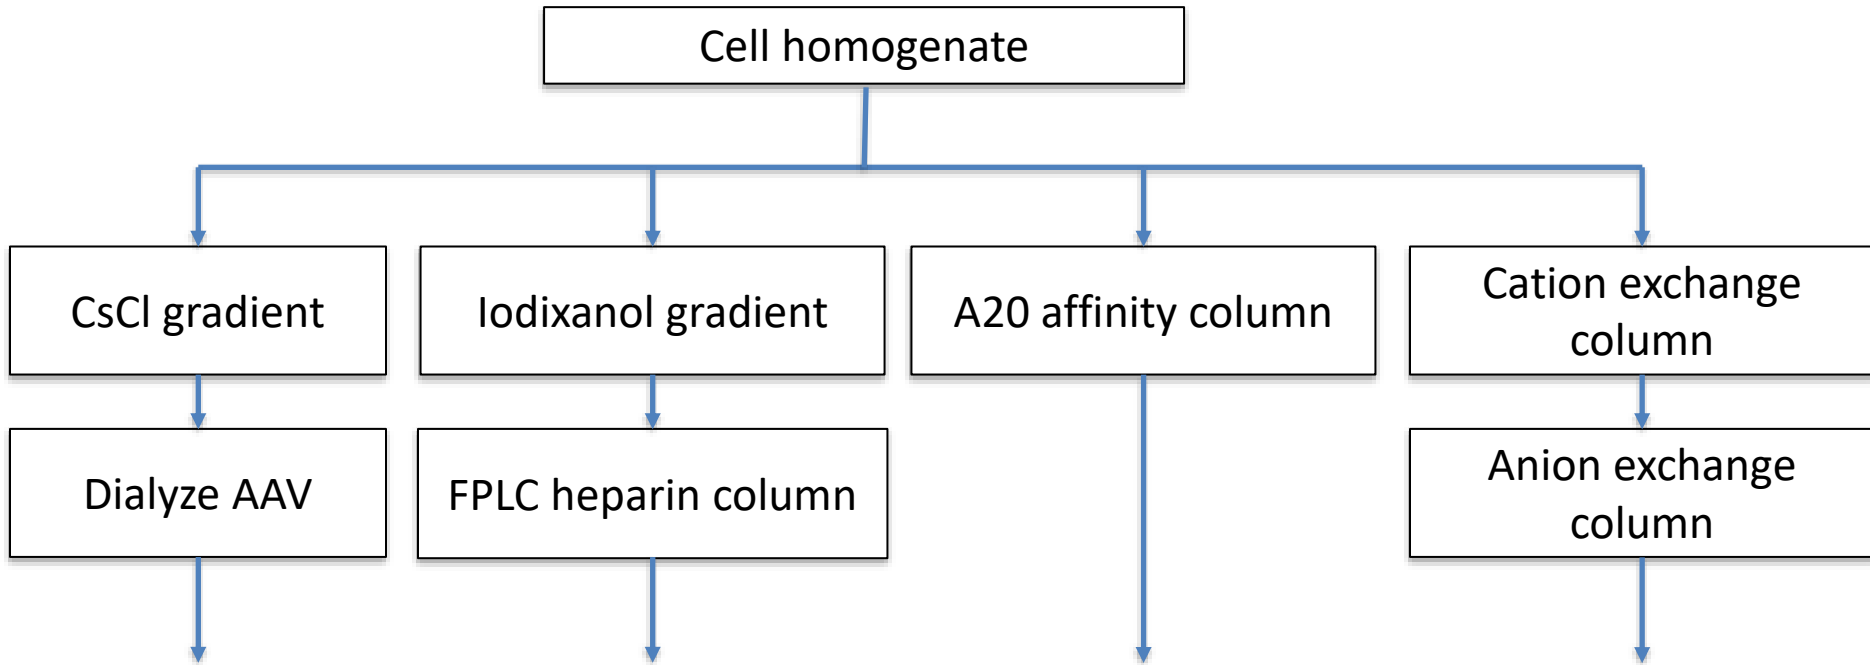 Cell homogenate
CsCl gradient
Iodixanol gradient
A20 affinity column
Cation exchange
column
Dialyze AAV
FPLC heparin column
Anion exchange
column